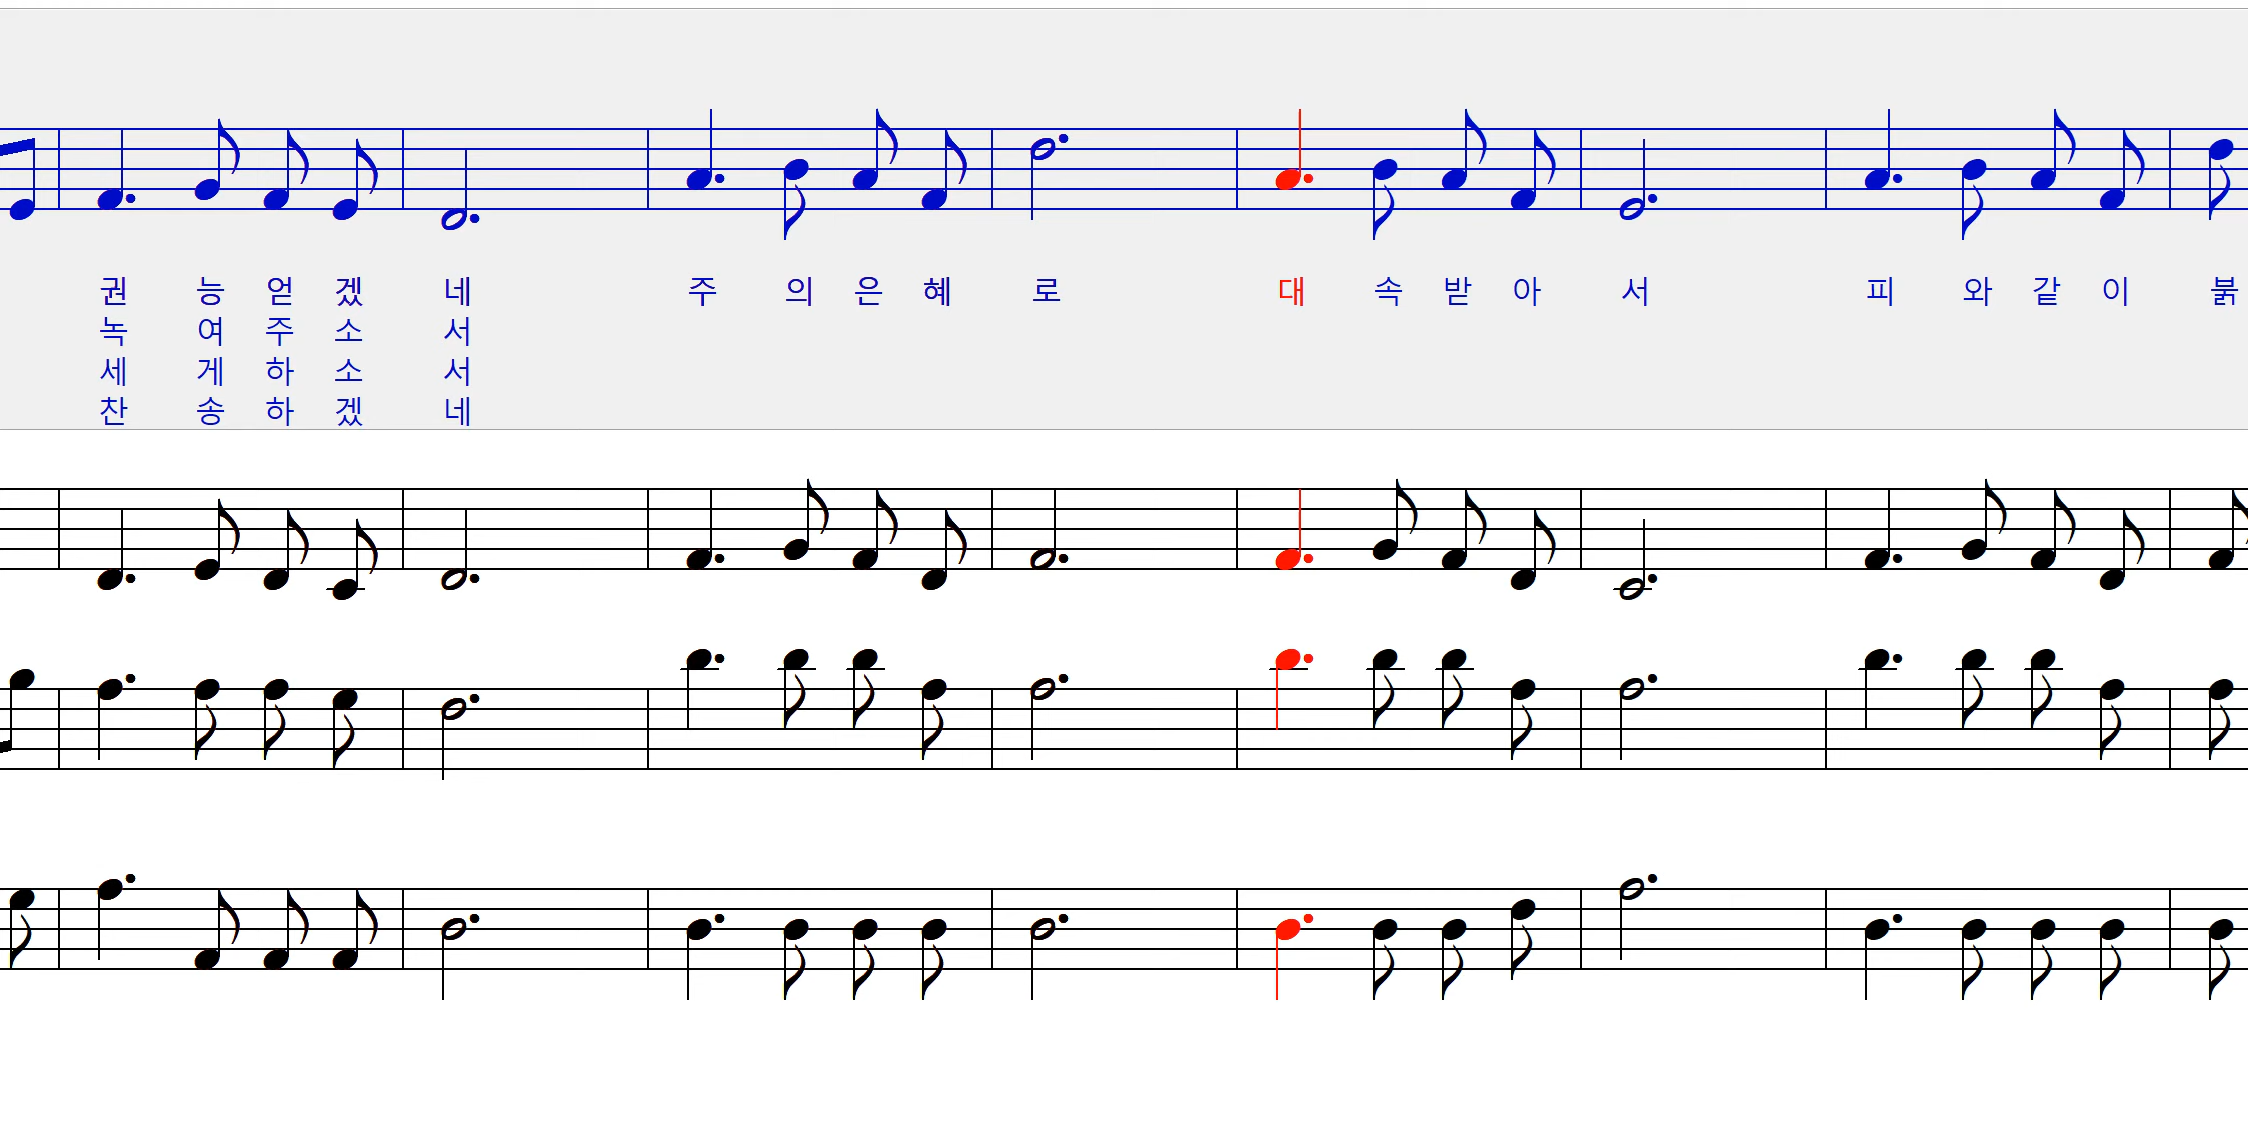 권 능 얻 겠 네 주 의 은 혜 로 대 속 받 아 서 피 와 같 이 붉
녹 여 주 소 서
세 게 하 소 서
찬 송 하 겠 네